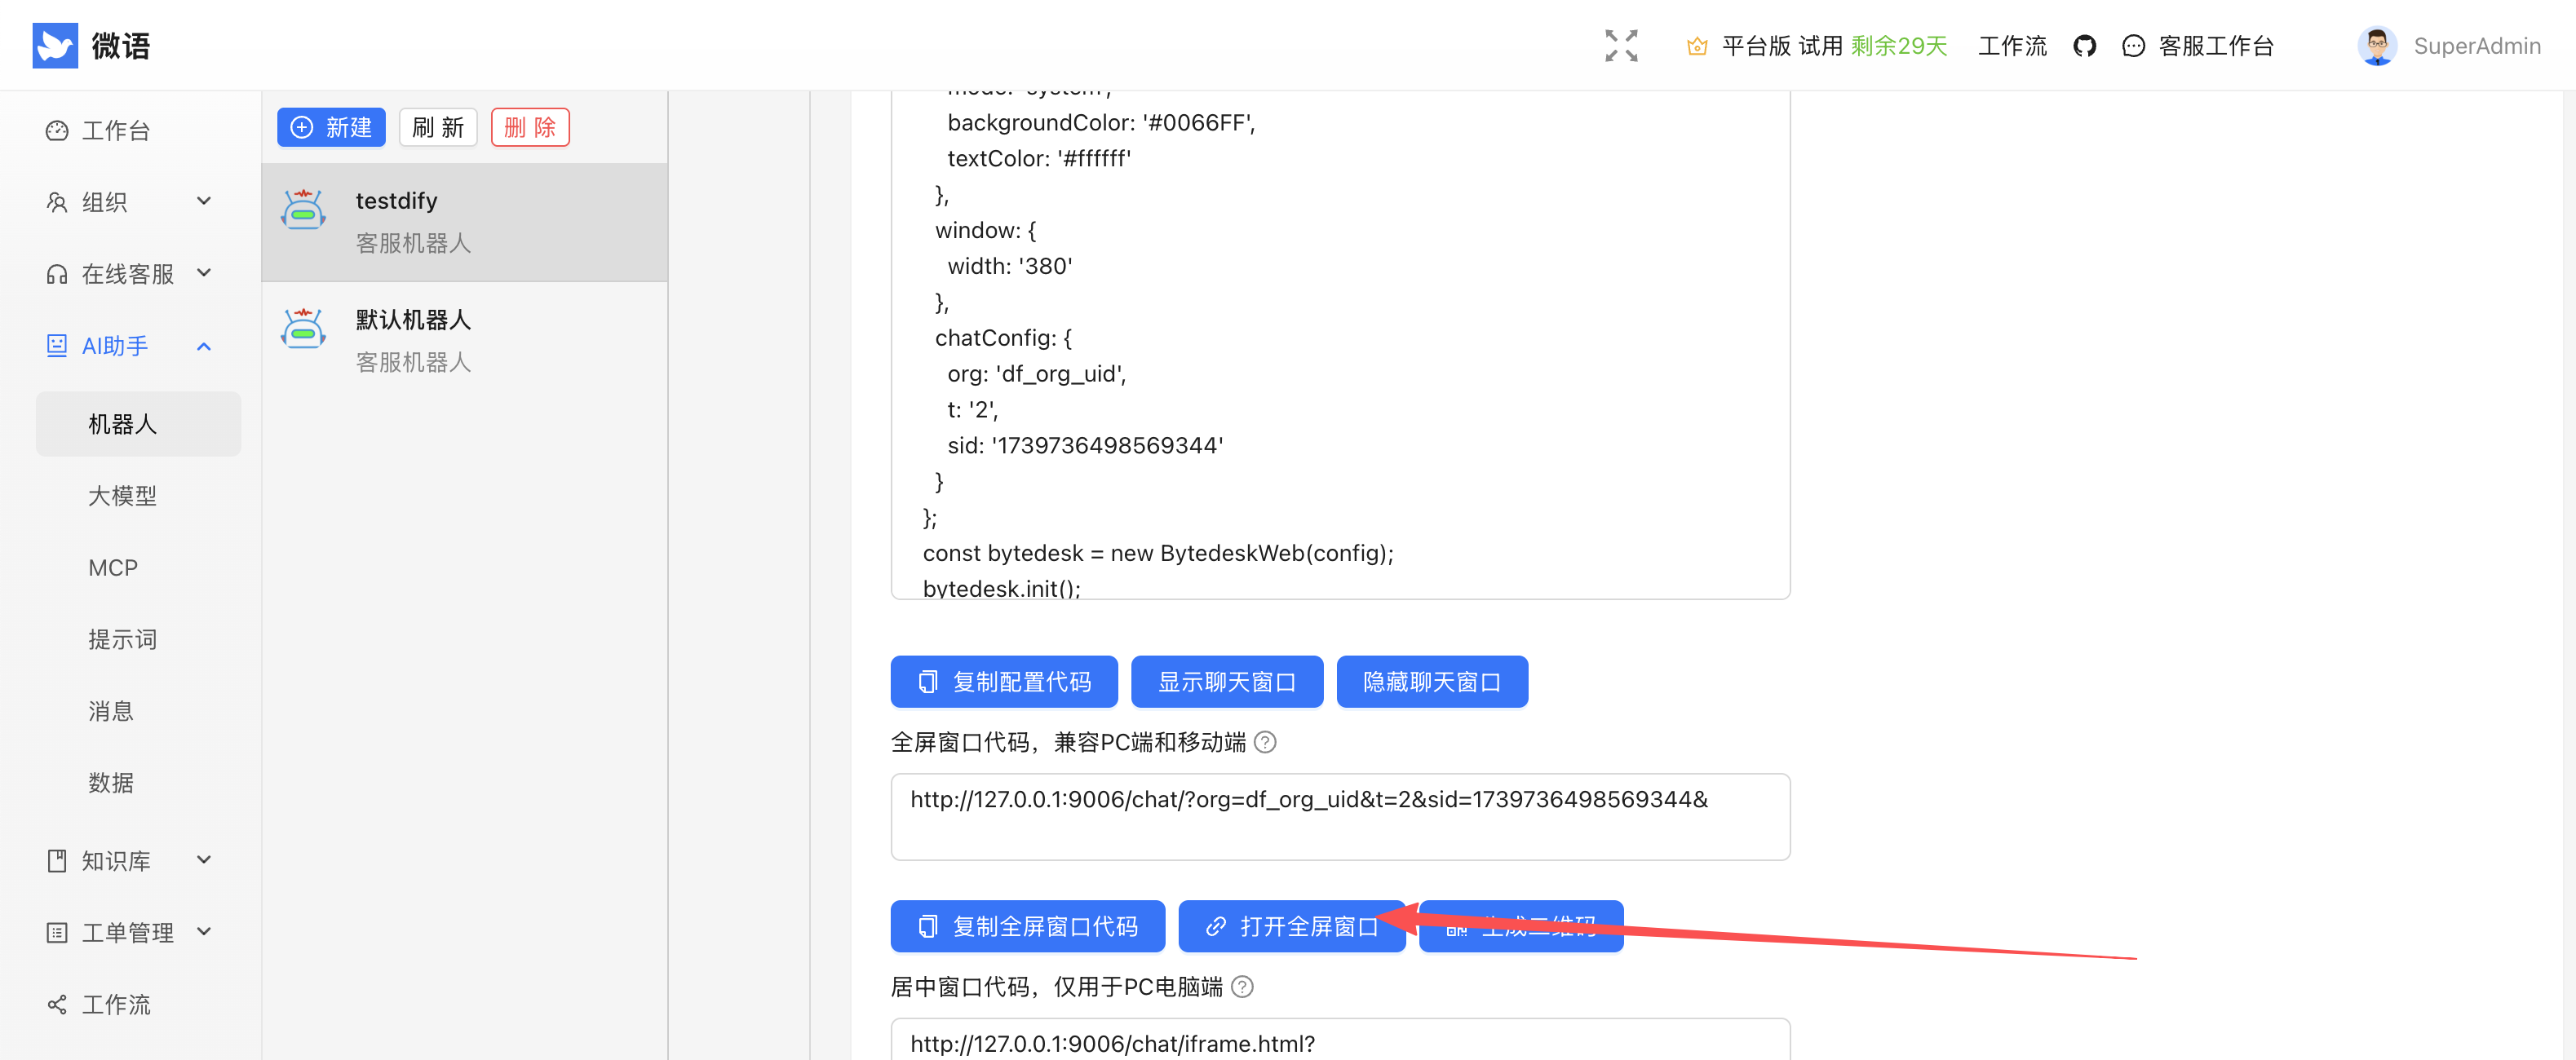 微语
平台版 试用 剩余29天
工作流
客服工作台
SuperAdmin
工作台
组织
在线客服
AI助手
机器人
大模型
MCP
提示词
消息
数据
知识库
工单管理
工作流
新建
刷 新
删 除
testdify
客服机器人
默认机器人
客服机器人
mode: 'system',
backgroundColor: '#0066FF',
textColor: '#ffffff'
},
window: {
width: '380'
},
chatConfig: {
org: 'df_org_uid',
t: '2',
sid: '1739736498569344'
}
};
const bytedesk = new BytedeskWeb(config);
bytedesk.init();
复制配置代码
显示聊天窗口
隐藏聊天窗口
全屏窗口代码，兼容PC端和移动端
http://127.0.0.1:9006/chat/?org=df_org_uid&t=2&sid=1739736498569344&
复制全屏窗口代码
打开全屏窗口
生成二维码
居中窗口代码，仅用于PC电脑端
http://127.0.0.1:9006/chat/iframe.html?